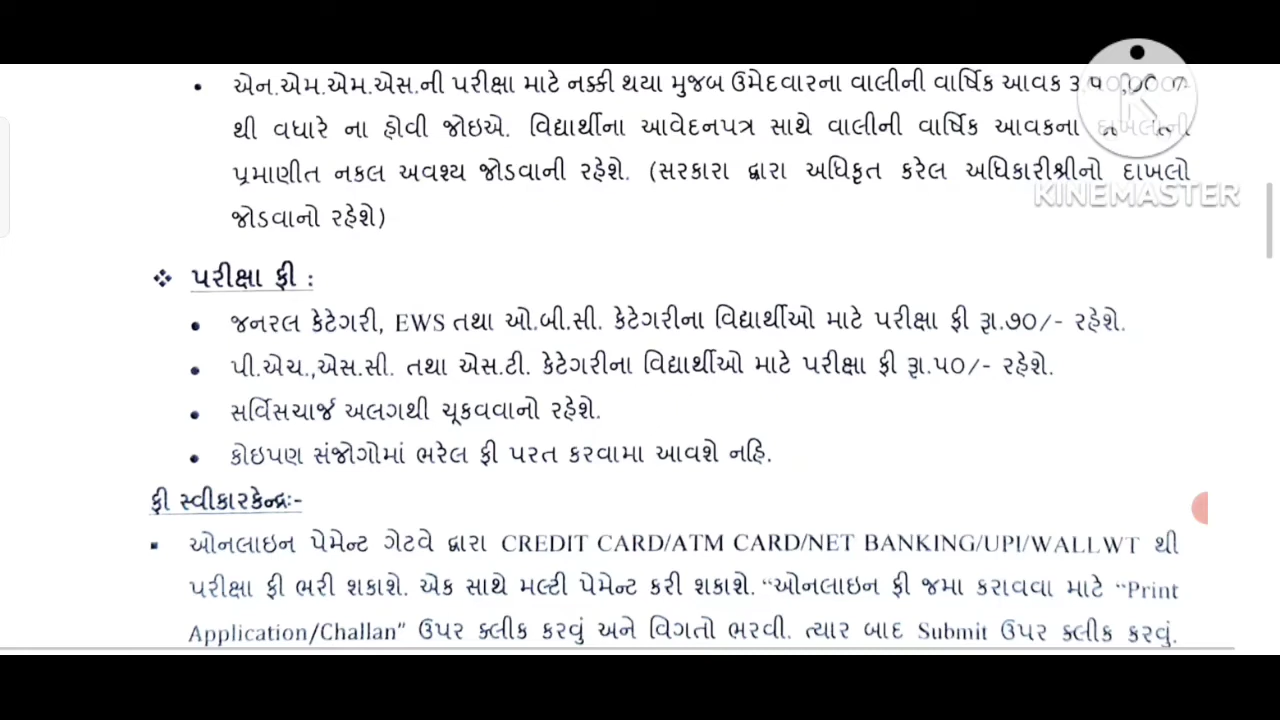 એન.એમ.એમ.એસ.ની પરીક્ષા માટે નક્કી થયા મુજબ ઉમેદવારના વાલીની વાર્ષિક આવક રૂ.
થી વધારે ના હોવી જોઇએ. વિદ્યાર્થીના આવેદનપત્ર સાથે વાલીની વાર્ષિક આવકના દાખલાની
પ્રમાણીત નકલ અવશ્ય જોડવાની રહેશે. (સરકારા દ્વારા અધિકૃત કરેલ અધિકારીશ્રીનો દાખલો
જોડવાનો રહેશે)
KINEMASTER
❖ પરીક્ષા ફી :
• જનરલ કેટેગરી, EWS તથા ઓ.બી.સી. કેટેગરીના વિદ્યાર્થીઓ માટે પરીક્ષા ફી રૂા.૭૦/- રહેશે.
• પી.એચ.,એસ.સી. તથા એસ.ટી. કેટેગરીના વિદ્યાર્થીઓ માટે પરીક્ષા ફી રૂા.૫૦/- રહેશે.
• સર્વિસચાર્જ અલગથી ચૂકવવાનો રહેશે.
• કોઇપણ સંજોગોમાં ભરેલ ફી પરત કરવામા આવશે નહિ.
ફી સ્વીકારકેન્દ્રઃ-
▪ ઓનલાઇન પેમેન્ટ ગેટવે દ્વારા CREDIT CARD/ATM CARD/NET BANKING/UPI/WALLWT થી
પરીક્ષા ફી ભરી શકાશે. એક સાથે મલ્ટી પેમેન્ટ કરી શકાશે. “ઓનલાઇન ફી જમા કરાવવા માટે “Print
Application/Challan” ઉપર ક્લીક કરવું અને વિગતો ભરવી. ત્યાર બાદ Submit ઉપર કલીક કરવું.